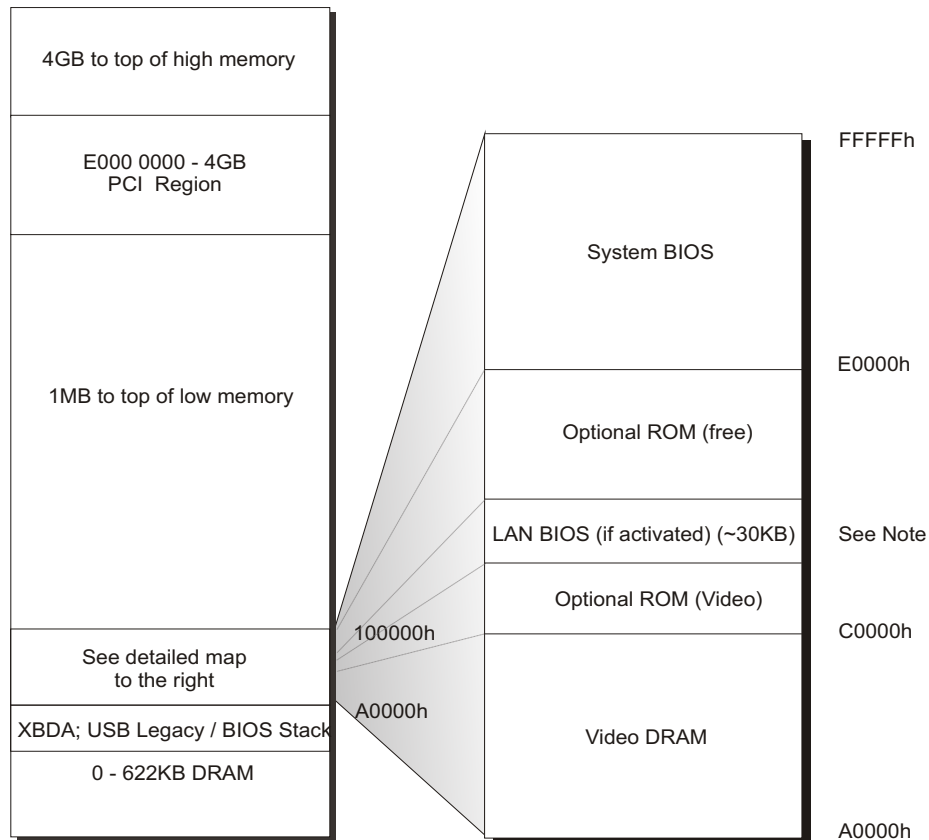 4GB to top of high memory
E000 0000 - 4GB
PCI Region
1MB to top of low memory
See detailed map
to the right
XBDA; USB Legacy / BIOS Stack
0 - 622KB DRAM
100000h
A0000h
System BIOS
Optional ROM (free)
LAN BIOS (if activated) (~30KB)
Optional ROM (Video)
Video DRAM
FFFFFh
E0000h
See Note
C0000h
A0000h